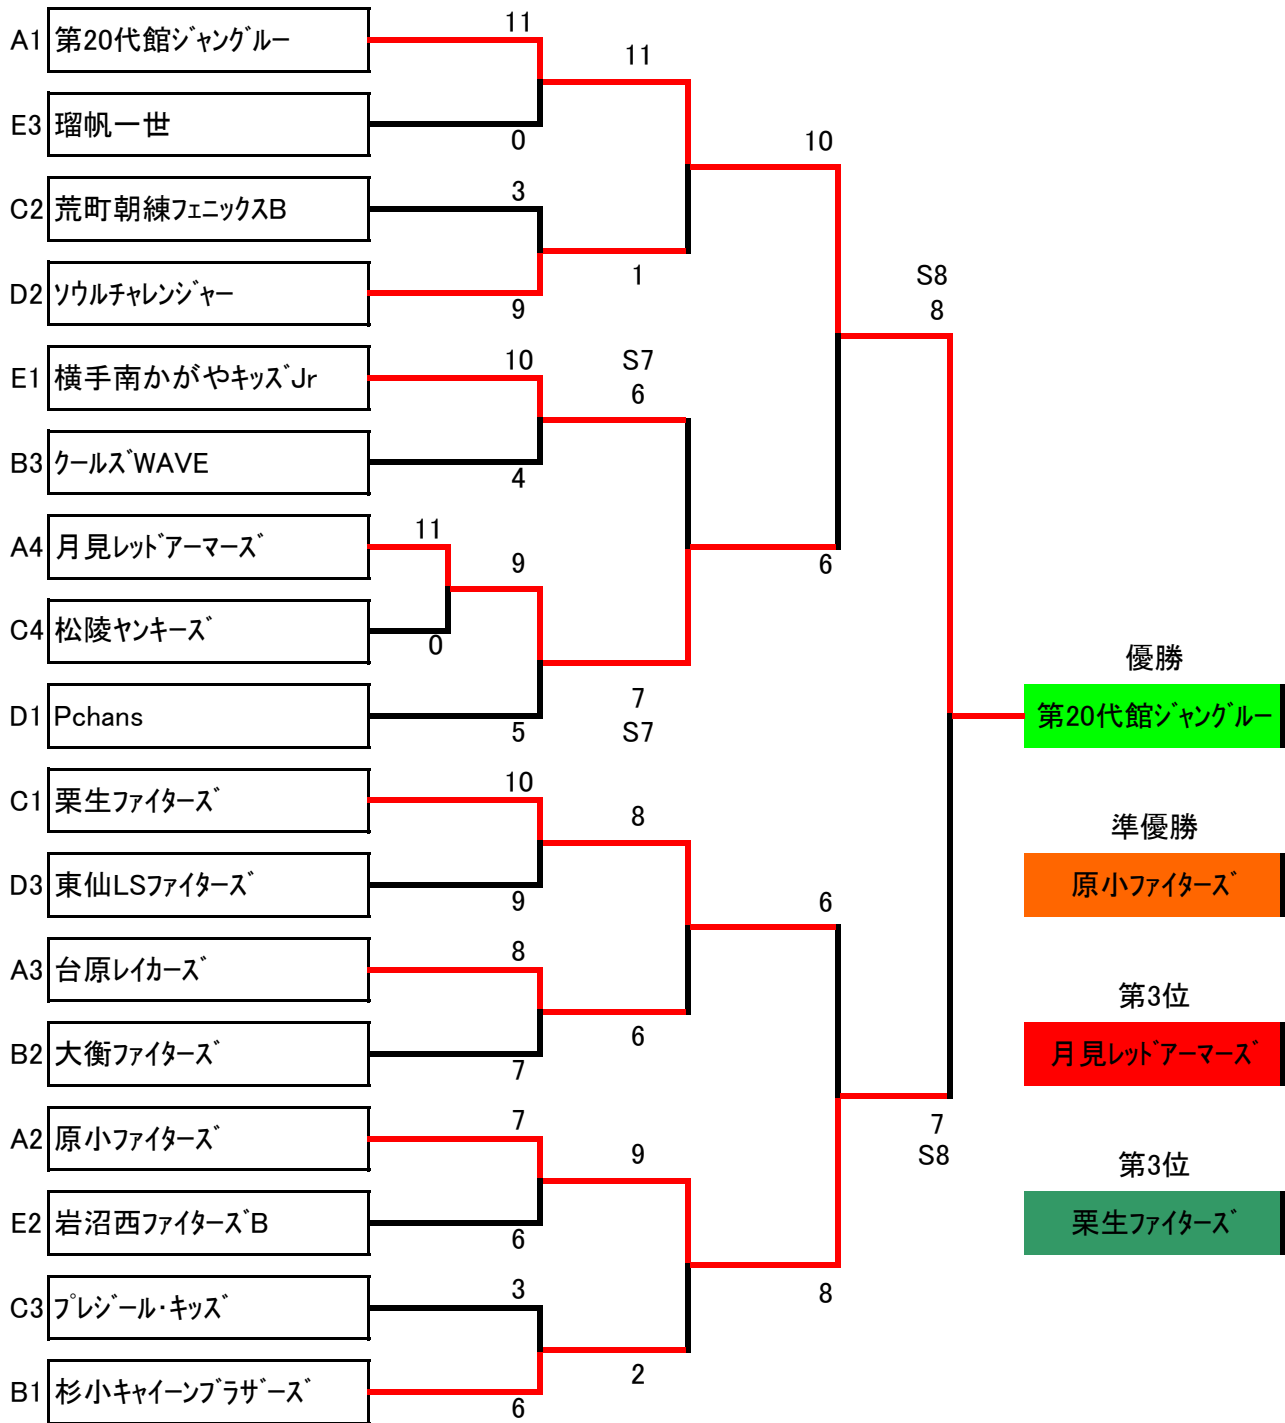 A1 第20代館ｼﾞｬﾝｸﾞﾙー
11
11
E3 瑠帆一世
0
10
C2 荒町朝練ﾌｪﾆｯｸｽB
3
D2 ｿｳﾙﾁｬﾚﾝｼﾞｬー
9
1
S8
8
E1 横手南かがやｷｯｽﾞJr
10
S7
6
B3 ｸールｽﾞWAVE
4
A4 月見ﾚｯﾄﾞｱーﾏーｽﾞ
11
9
6
C4 松陵ﾔﾝｷーｽﾞ
0
D1 Pchans
5
7
S7
優勝
第20代館ｼﾞｬﾝｸﾞﾙー
C1 栗生ﾌｧｲﾀーｽﾞ
10
8
準優勝
原小ﾌｧｲﾀーｽﾞ
D3 東仙LSﾌｧｲﾀーｽﾞ
9
6
A3 台原ﾚｲｶーｽﾞ
8
6
第3位
月見ﾚｯﾄﾞｱーﾏーｽﾞ
B2 大衡ﾌｧｲﾀーｽﾞ
7
A2 原小ﾌｧｲﾀーｽﾞ
7
9
7
S8
第3位
栗生ﾌｧｲﾀーｽﾞ
E2 岩沼西ﾌｧｲﾀーｽﾞB
6
C3 ﾌﾟﾚｼﾞール･ｷｯｽﾞ
3
8
B1 杉小ｷｬｲーﾝﾌﾞﾗｻﾞーｽﾞ
6
2